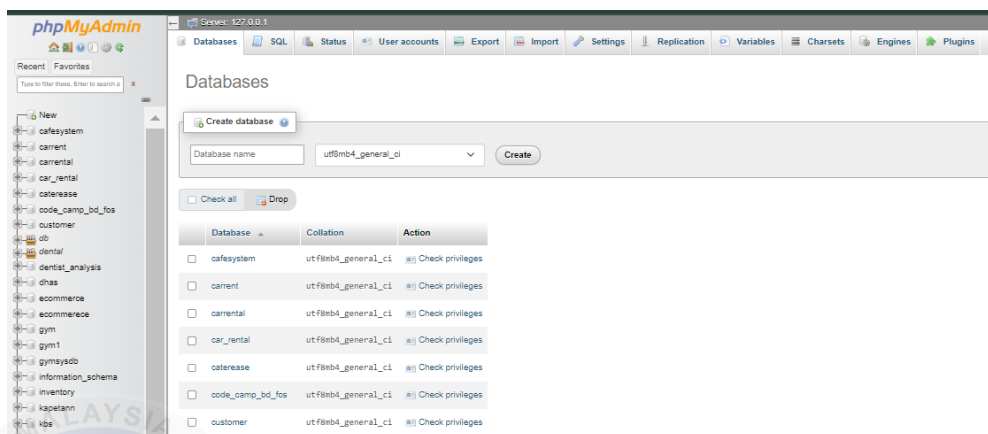 phpMyAdmin
Recent Favorites
Type to filter these, Enter to search a X
New
cafesystem
carrent
carrental
car_rental
caterease
code_camp_bd_fos
customer
db
dental
dentist_analysis
dhas
ecommerce
ecommerece
gym
gym1
gymsysdb
information_schema
inventory
kapetann
kbs
Server: 127.0.0.1
Databases SQL Status User accounts Export Import Settings Replication Variables Charsets Engines Plugins
Databases
Create database
Database name utf8mb4_general_ci Create
Check all Drop
Database Collation Action
cafesystem utf8mb4_general_ci Check privileges
carrent utf8mb4_general_ci Check privileges
carrental utf8mb4_general_ci Check privileges
car_rental utf8mb4_general_ci Check privileges
caterease utf8mb4_general_ci Check privileges
code_camp_bd_fos utf8mb4_general_ci Check privileges
customer utf8mb4_general_ci Check privileges